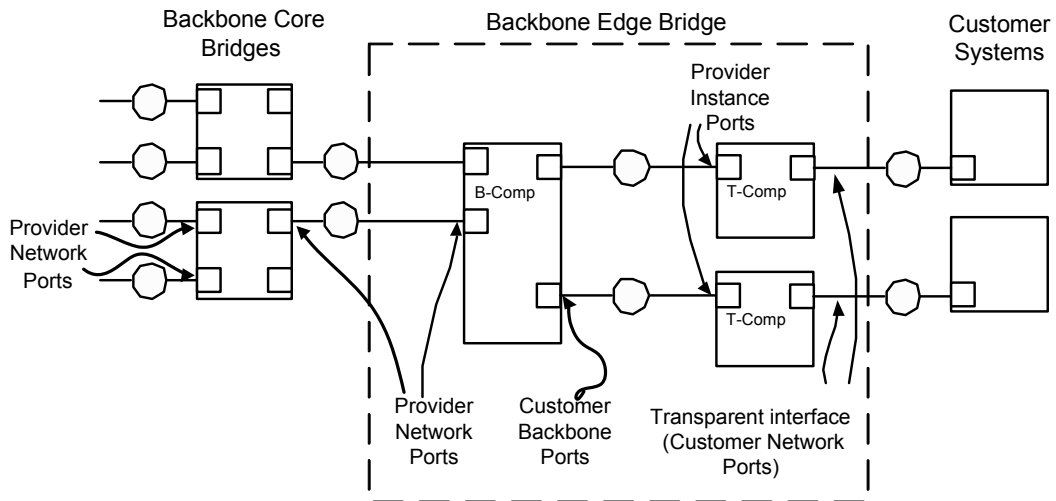 Backbone Core
Bridges
Backbone Edge Bridge
Customer
Systems
Provider
Instance
Ports
B-Comp
T-Comp
Provider
Network
Ports
T-Comp
Provider
Network
Ports
Customer
Backbone
Ports
Transparent interface
(Customer Network
Ports)